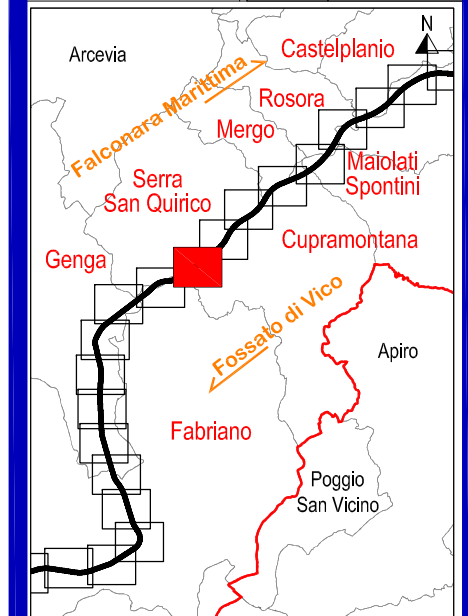 N
Arcevia
Castelplanio
Falconara Marittima
Rosora
Mergo
Maiolati
Spontini
Serra
San Quirico
Cupramontana
Genga
Fossato di Vico
Apiro
Fabriano
Poggio
San Vicino